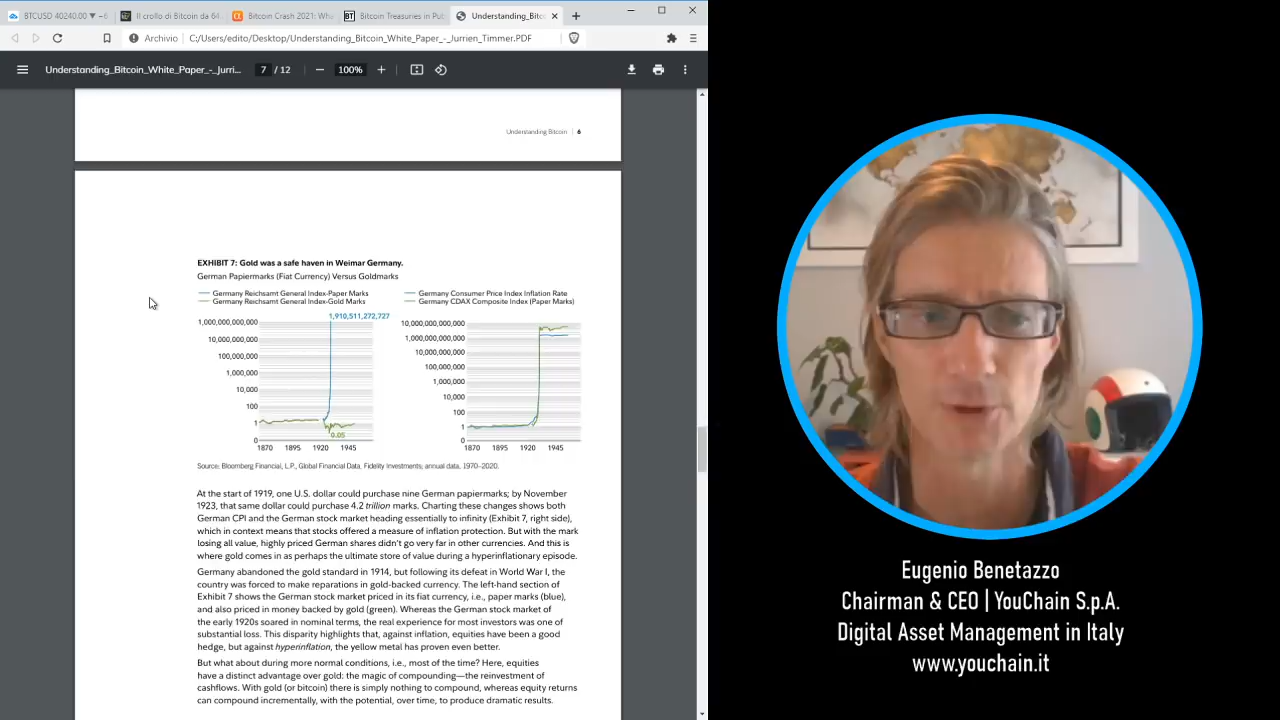 BTCUSD 40240.00 ▼ −6
Il crollo di Bitcoin da 64.
Bitcoin Crash 2021: Wh
Bitcoin Treasuries in Pub
Understanding_Bitc
Archivio | C:/Users/edito/Desktop/Understanding_Bitcoin_White_Paper_-_Jurrien_Timmer.PDF
Understanding_Bitcoin_White_Paper_-_Jurri...
7 / 12
100%
Understanding Bitcoin | 6
EXHIBIT 7: Gold was a safe haven in Weimar Germany.
German Papiermarks (Fiat Currency) Versus Goldmarks
Germany Reichsamt General Index-Paper Marks
Germany Reichsamt General Index-Gold Marks
1,910,511,272,727
1,000,000,000,000
10,000,000,000
100,000,000
1,000,000
10,000
100
1
0
0.05
1870 1895 1920 1945
Germany Consumer Price Index Inflation Rate
Germany CDAX Composite Index (Paper Marks)
10,000,000,000,000
1,000,000,000,000
10,000,000,000
100,000,000
1,000,000
10,000
100
1
0
1870 1895 1920 1945
Source: Bloomberg Financial, L.P., Global Financial Data, Fidelity Investments; annual data, 1970–2020.
At the start of 1919, one U.S. dollar could purchase nine German papiermarks; by November
1923, that same dollar could purchase 4.2 trillion marks. Charting these changes shows both
German CPI and the German stock market heading essentially to infinity (Exhibit 7, right side),
which in context means that stocks offered a measure of inflation protection. But with the mark
losing all value, highly priced German shares didn't go very far in other currencies. And this is
where gold comes in as perhaps the ultimate store of value during a hyperinflationary episode.
Germany abandoned the gold standard in 1914, but following its defeat in World War I, the
country was forced to make reparations in gold-backed currency. The left-hand section of
Exhibit 7 shows the German stock market priced in its fiat currency, i.e., paper marks (blue),
and also priced in money backed by gold (green). Whereas the German stock market of
the early 1920s soared in nominal terms, the real experience for most investors was one of
substantial loss. This disparity highlights that, against inflation, equities have been a good
hedge, but against hyperinflation, the yellow metal has proven even better.
But what about during more normal conditions, i.e., most of the time? Here, equities
have a distinct advantage over gold: the magic of compounding—the reinvestment of
cashflows. With gold (or bitcoin) there is simply nothing to compound, whereas equity returns
can compound incrementally, with the potential, over time, to produce dramatic results.
Eugenio Benetazzo
Chairman & CEO | YouChain S.p.A.
Digital Asset Management in Italy
www.youchain.it